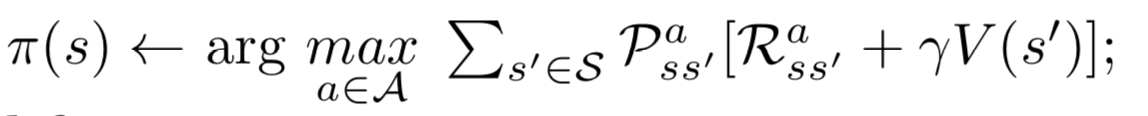 π(s) ← arg max_{a∈𝒜} ∑_{s′∈𝒮} 𝒫^a_{ss′}[ℛ^a_{ss′} + γV(s′)];